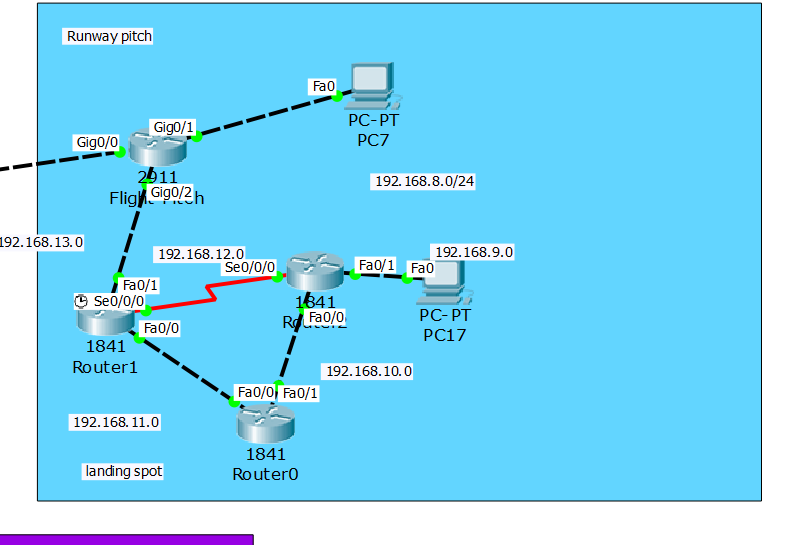 Runway pitch
Fa0
PC-PT
PC7
Gig0/1
Gig0/0
2911
Flight Pitch
Gig0/2
192.168.8.0/24
192.168.13.0
192.168.12.0
192.168.9.0
Se0/0/0
Fa0/1
Fa0
1841
Router2
Fa0/0
PC-PT
PC17
Fa0/1
Se0/0/0
Fa0/0
1841
Router1
192.168.10.0
Fa0/0
Fa0/1
192.168.11.0
1841
Router0
landing spot